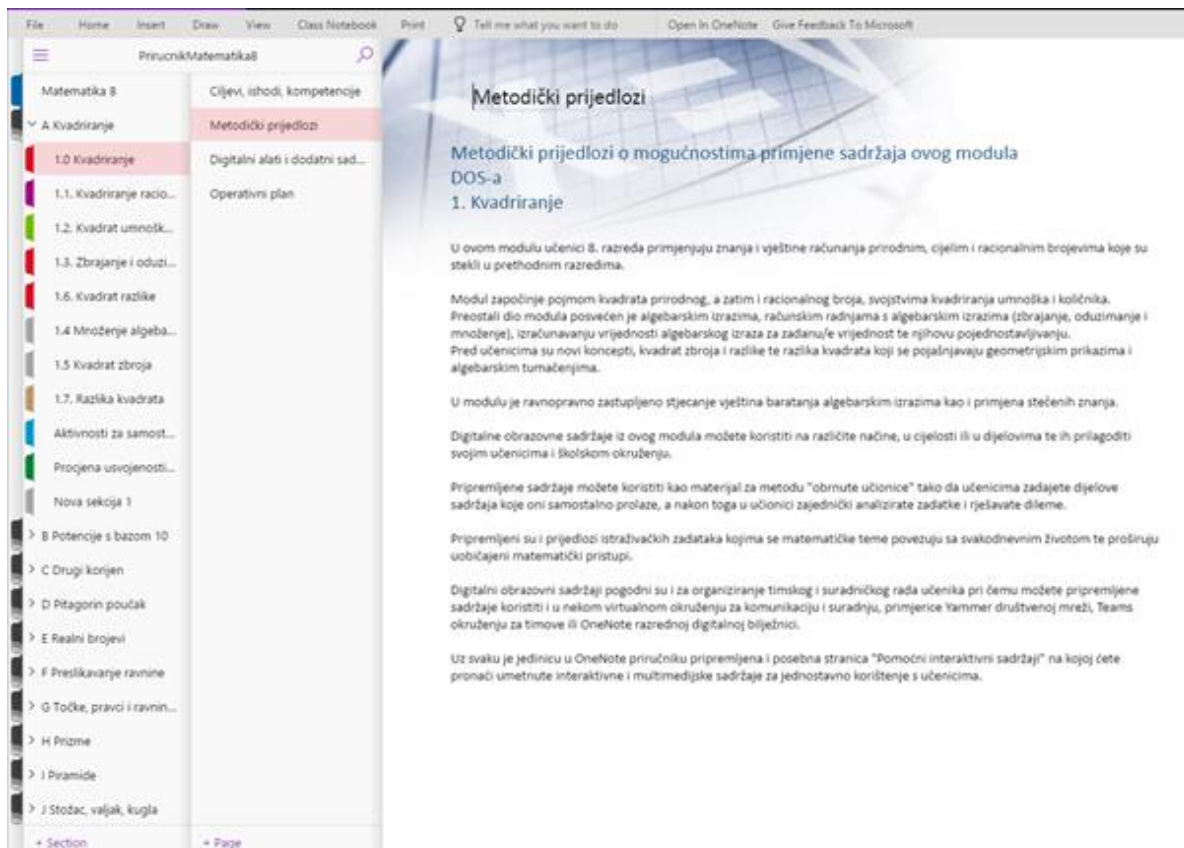 File Home Insert Draw View Class Notebook Print Tell me what you want to do Open In OneNote Give Feedback To Microsoft
PrirucnikMatematika8
Matematika 8
A Kvadriranje
1.0 Kvadriranje
1.1. Kvadriranje racio...
1.2. Kvadrat umnošk...
1.3. Zbrajanje i oduzi...
1.6. Kvadrat razlike
1.4 Množenje algeba...
1.5 Kvadrat zbroja
1.7. Razlika kvadrata
Aktivnosti za samost...
Procjena usvojenosti...
Nova sekcija 1
B Potencije s bazom 10
C Drugi korijen
D Pitagorin poučak
E Realni brojevi
F Preslikavanje ravnine
G Točke, pravci i ravnin...
H Prizme
I Piramide
J Stožac, valjak, kugla
+ Section
Ciljevi, ishodi, kompetencije
Metodički prijedlozi
Digitalni alati i dodatni sad...
Operativni plan
+ Page
Metodički prijedlozi
Metodički prijedlozi o mogućnostima primjene sadržaja ovog modula
DOS-a
1. Kvadriranje
U ovom modulu učenici 8. razreda primjenjuju znanja i vještine računanja prirodnim, cijelim i racionalnim brojevima koje su
stekli u prethodnim razredima.
Modul započinje pojmom kvadrata prirodnog, a zatim i racionalnog broja, svojstvima kvadriranja umnoška i količnika.
Preostali dio modula posvećen je algebarskim izrazima, računskim radnjama s algebarskim izrazima (zbrajanje, oduzimanje i
množenje), izračunavanju vrijednosti algebarskog izraza za zadanu/e vrijednost te njihovu pojednostavljivanju.
Pred učenicima su novi koncepti, kvadrat zbroja i razlike te razlika kvadrata koji se pojašnjavaju geometrijskim prikazima i
algebarskim tumačenjima.
U modulu je ravnopravno zastupljeno stjecanje vještina baratanja algebarskim izrazima kao i primjena stečenih znanja.
Digitalne obrazovne sadržaje iz ovog modula možete koristiti na različite načine, u cijelosti ili u dijelovima te ih prilagoditi
svojim učenicima i školskom okruženju.
Pripremljene sadržaje možete koristiti kao materijal za metodu "obrnute učionice" tako da učenicima zadajete dijelove
sadržaja koje oni samostalno prolaze, a nakon toga u učionici zajednički analizirate zadatke i rješavate dileme.
Pripremljeni su i prijedlozi istraživačkih zadataka kojima se matematičke teme povezuju sa svakodnevnim životom te proširuju
uobičajeni matematički pristupi.
Digitalni obrazovni sadržaji pogodni su i za organiziranje timskog i suradničkog rada učenika pri čemu možete pripremljene
sadržaje koristiti i u nekom virtualnom okruženju za komunikaciju i suradnju, primjerice Yammer društvenoj mreži, Teams
okruženju za timove ili OneNote razrednoj digitalnoj bilježnici.
Uz svaku je jedinicu u OneNote priručniku pripremljena i posebna stranica "Pomoćni interaktivni sadržaji" na kojoj ćete
pronaći umetnute interaktivne i multimedijske sadržaje za jednostavno korištenje s učenicima.